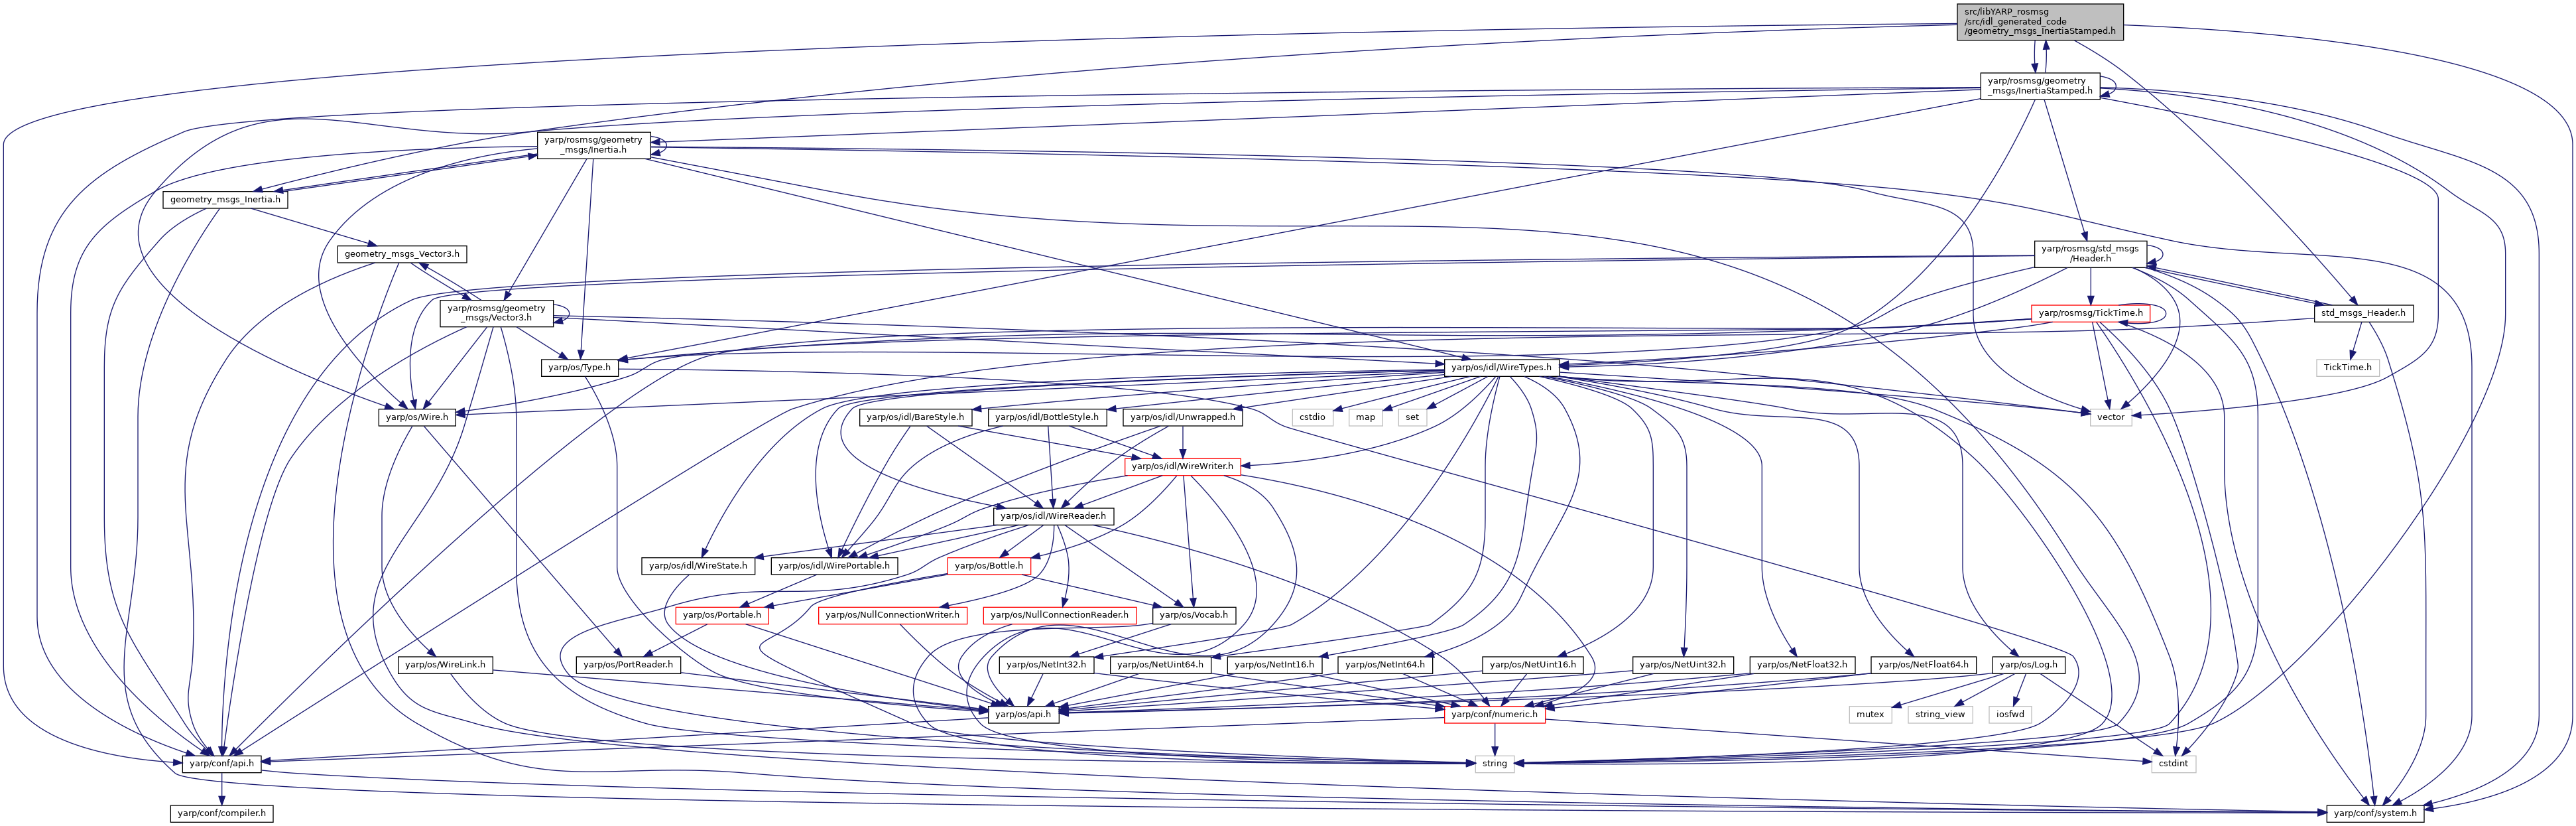 src/libYARP_rosmsg
/src/idl_generated_code
/geometry_msgs_InertiaStamped.h
yarp/rosmsg/geometry
_msgs/InertiaStamped.h
yarp/rosmsg/geometry
_msgs/Inertia.h
geometry_msgs_Inertia.h
geometry_msgs_Vector3.h
yarp/rosmsg/std_msgs
/Header.h
yarp/rosmsg/geometry
_msgs/Vector3.h
yarp/rosmsg/TickTime.h
std_msgs_Header.h
yarp/os/Type.h
yarp/os/idl/WireTypes.h
TickTime.h
yarp/os/Wire.h
yarp/os/idl/BareStyle.h
yarp/os/idl/BottleStyle.h
yarp/os/idl/Unwrapped.h
cstdio
map
set
vector
yarp/os/idl/WireWriter.h
yarp/os/idl/WireReader.h
yarp/os/idl/WireState.h
yarp/os/idl/WirePortable.h
yarp/os/Bottle.h
yarp/os/Portable.h
yarp/os/NullConnectionWriter.h
yarp/os/NullConnectionReader.h
yarp/os/Vocab.h
yarp/os/WireLink.h
yarp/os/PortReader.h
yarp/os/NetInt32.h
yarp/os/NetUint64.h
yarp/os/NetInt16.h
yarp/os/NetInt64.h
yarp/os/NetUint16.h
yarp/os/NetUint32.h
yarp/os/NetFloat32.h
yarp/os/NetFloat64.h
yarp/os/Log.h
yarp/os/api.h
yarp/conf/numeric.h
mutex
string_view
iosfwd
yarp/conf/api.h
string
cstdint
yarp/conf/compiler.h
yarp/conf/system.h